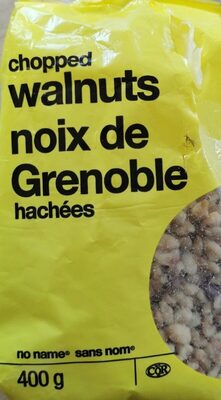 chopped
walnuts
noix de
Grenoble
hachées
no name® sans nom®
400 g
COR